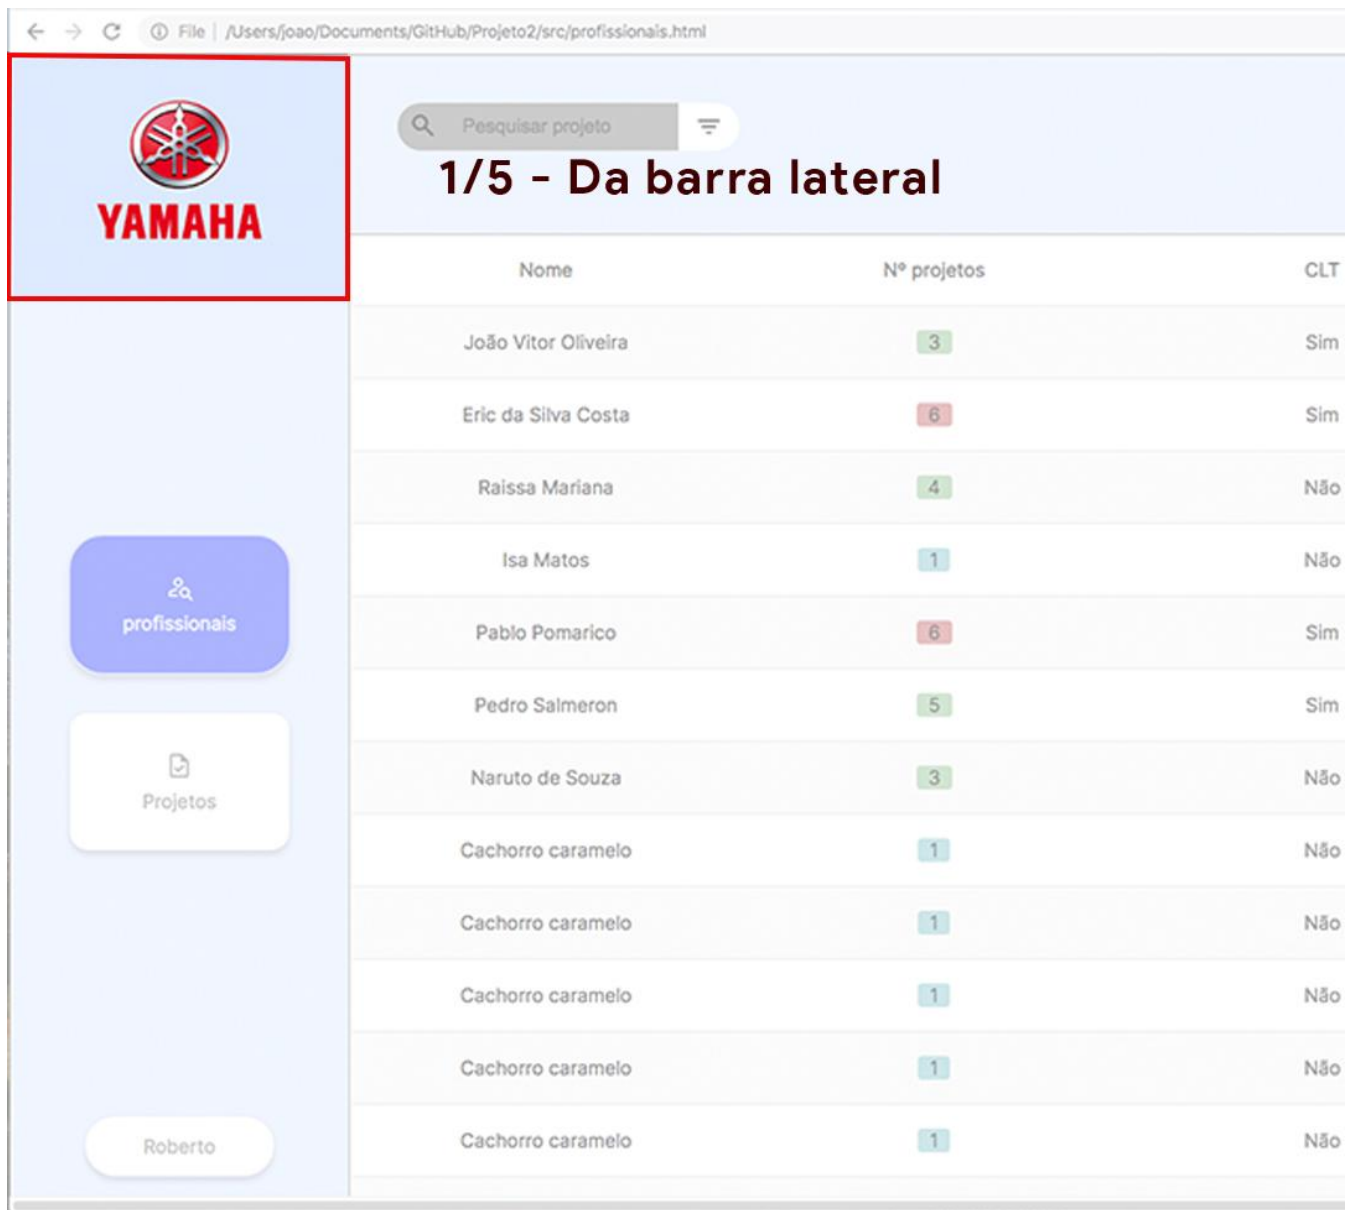 File | /Users/joao/Documents/GitHub/Projeto2/src/profissionais.html
YAMAHA
Pesquisar projeto
1/5 - Da barra lateral
Nome Nº projetos CLT
João Vitor Oliveira 3 Sim
Eric da Silva Costa 6 Sim
Raissa Mariana 4 Não
Isa Matos 1 Não
Pablo Pomarico 6 Sim
Pedro Salmeron 5 Sim
Naruto de Souza 3 Não
Cachorro caramelo 1 Não
Cachorro caramelo 1 Não
Cachorro caramelo 1 Não
Cachorro caramelo 1 Não
Cachorro caramelo 1 Não
profissionais
Projetos
Roberto